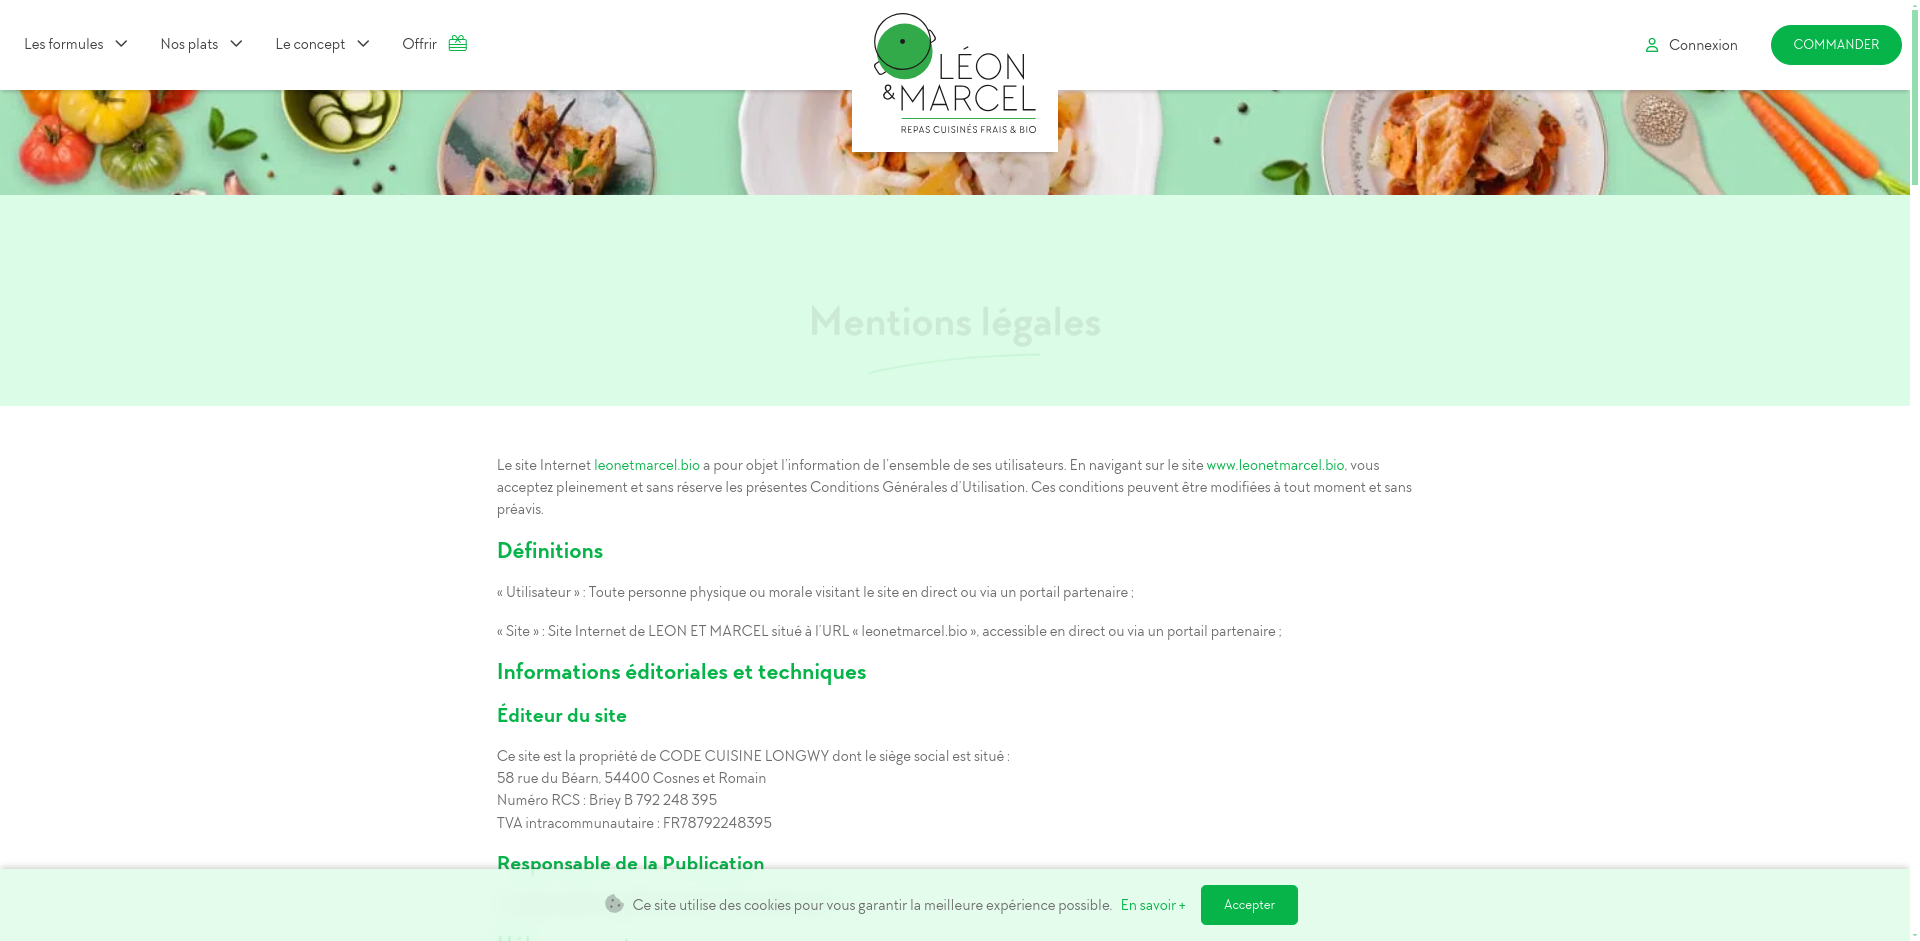 Les formules
Nos plats
Le concept
Offrir
LÉON
& MARCEL
REPAS CUISINÉS FRAIS & BIO
Connexion
COMMANDER
Mentions légales
Le site Internet leonetmarcel.bio a pour objet l'information de l'ensemble de ses utilisateurs. En navigant sur le site www.leonetmarcel.bio, vous
acceptez pleinement et sans réserve les présentes Conditions Générales d'Utilisation. Ces conditions peuvent être modifiées à tout moment et sans
préavis.
Définitions
« Utilisateur » : Toute personne physique ou morale visitant le site en direct ou via un portail partenaire ;
« Site » : Site Internet de LEON ET MARCEL situé à l'URL « leonetmarcel.bio », accessible en direct ou via un portail partenaire ;
Informations éditoriales et techniques
Éditeur du site
Ce site est la propriété de CODE CUISINE LONGWY dont le siège social est situé :
58 rue du Béarn, 54400 Cosnes et Romain
Numéro RCS : Briey B 792 248 395
TVA intracommunautaire : FR78792248395
Responsable de la Publication
Ce site utilise des cookies pour vous garantir la meilleure expérience possible. En savoir + Accepter